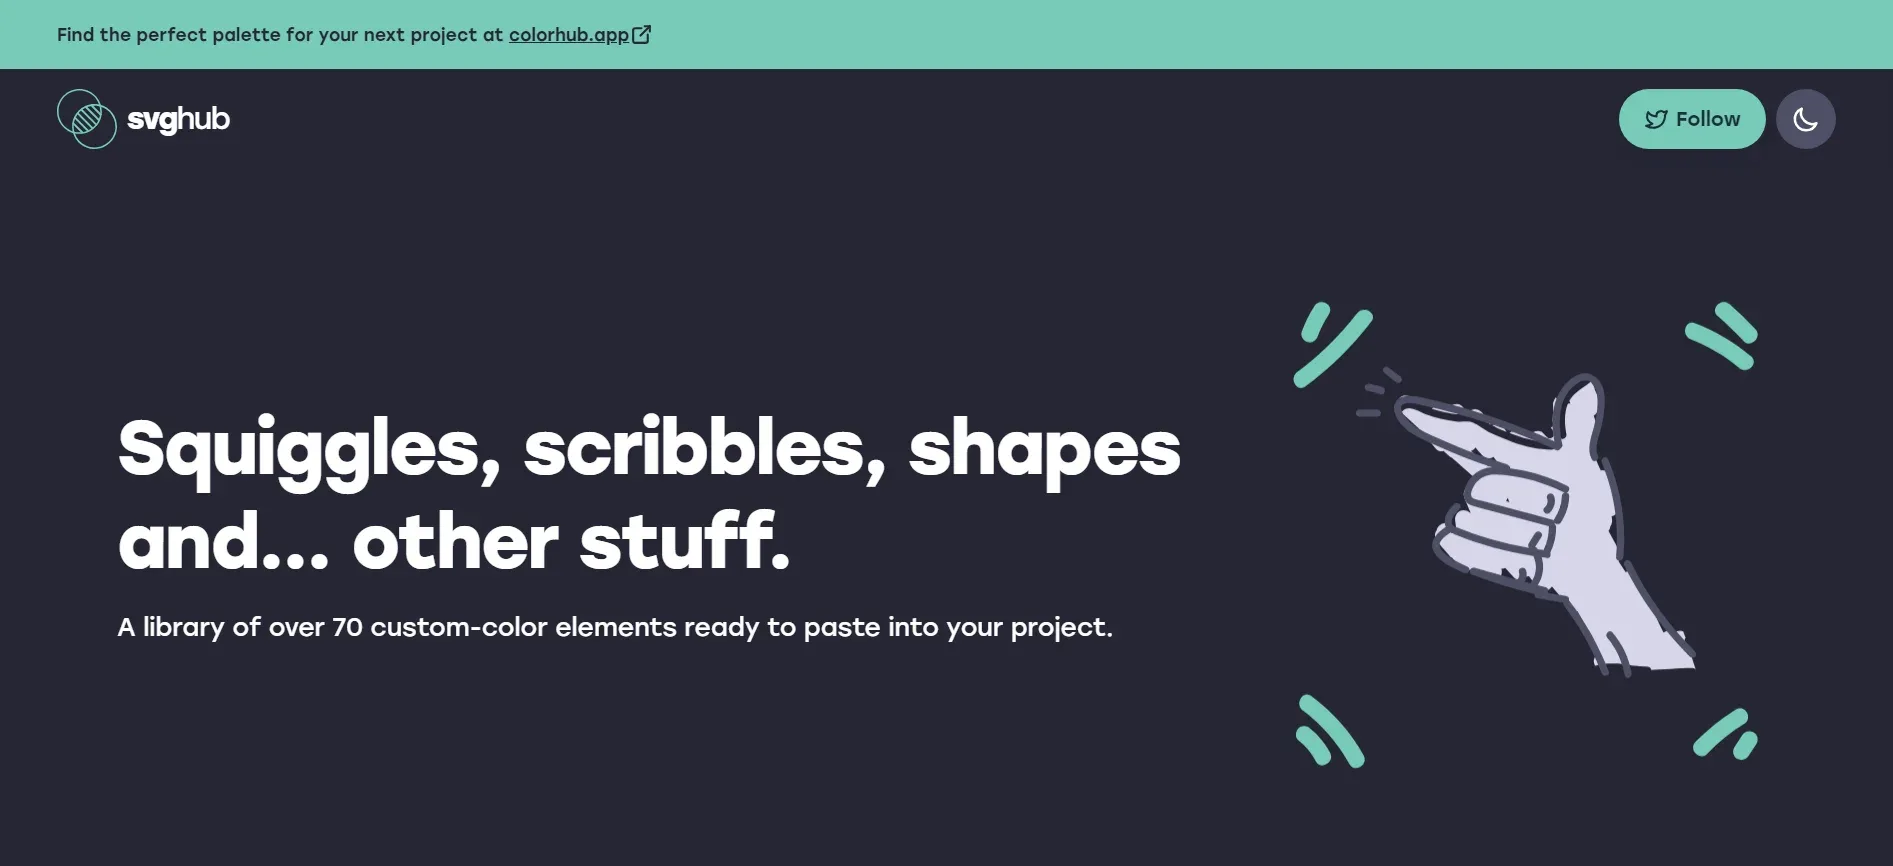 Find the perfect palette for your next project at colorhub.app
svghub
Follow
Squiggles, scribbles, shapes
and... other stuff.
A library of over 70 custom-color elements ready to paste into your project.